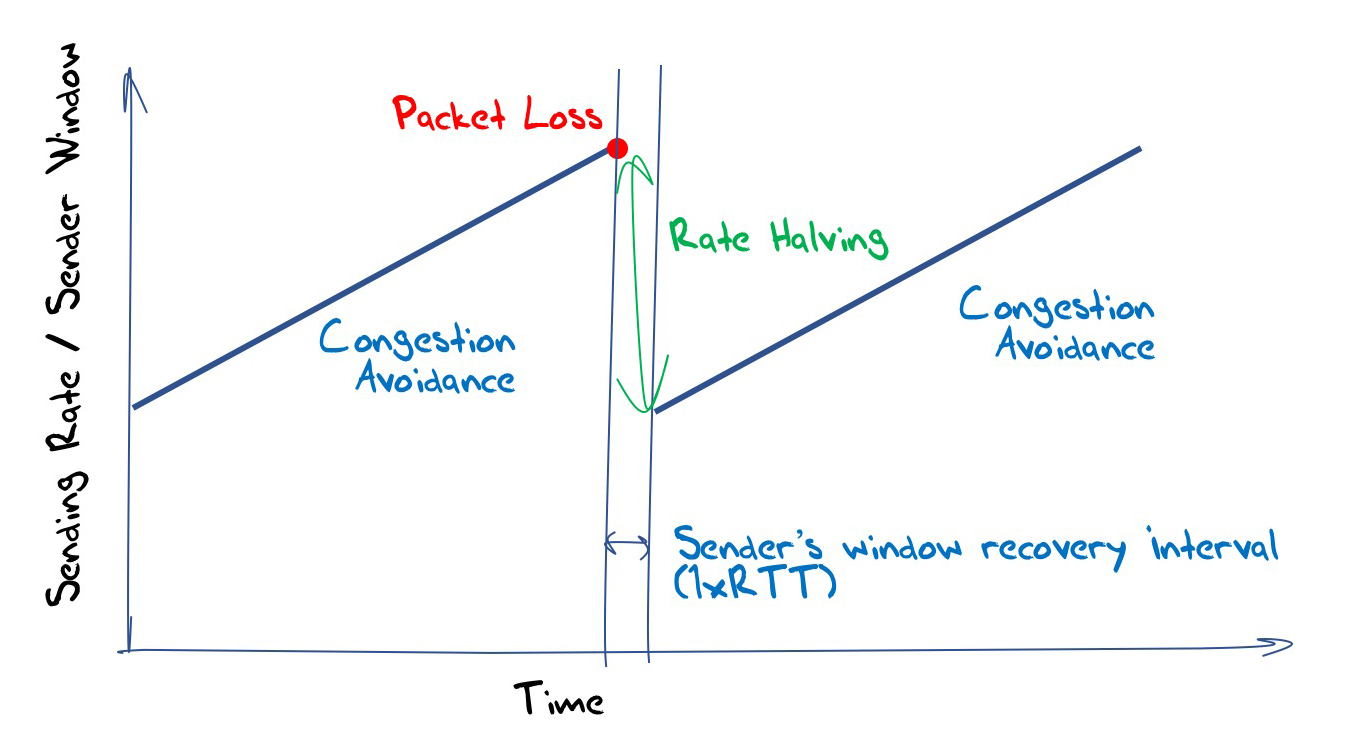 Sending Rate / Sender Window
Packet Loss
Rate Halving
Congestion
Avoidance
Congestion
Avoidance
Sender's window recovery interval
(1xRTT)
Time